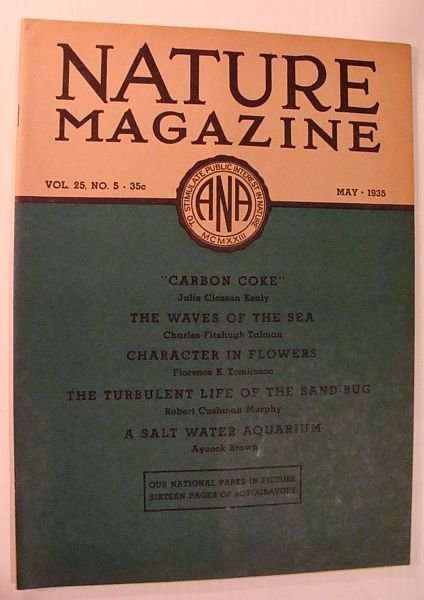 NATURE
MAGAZINE
VOL. 25, NO. 5 · 35c
MAY · 1935
TO STIMULATE PUBLIC INTEREST IN NATURE
ANA
MCMXXIII
"CARBON COKE"
Julie Closson Kenly
THE WAVES OF THE SEA
Charles Fitzhugh Talman
CHARACTER IN FLOWERS
Florence K. Tomlinson
THE TURBULENT LIFE OF THE SAND BUG
Robert Cushman Murphy
A SALT WATER AQUARIUM
Aycock Brown
OUR NATIONAL PARKS IN PICTURE
SIXTEEN PAGES OF ROTOGRAVURE